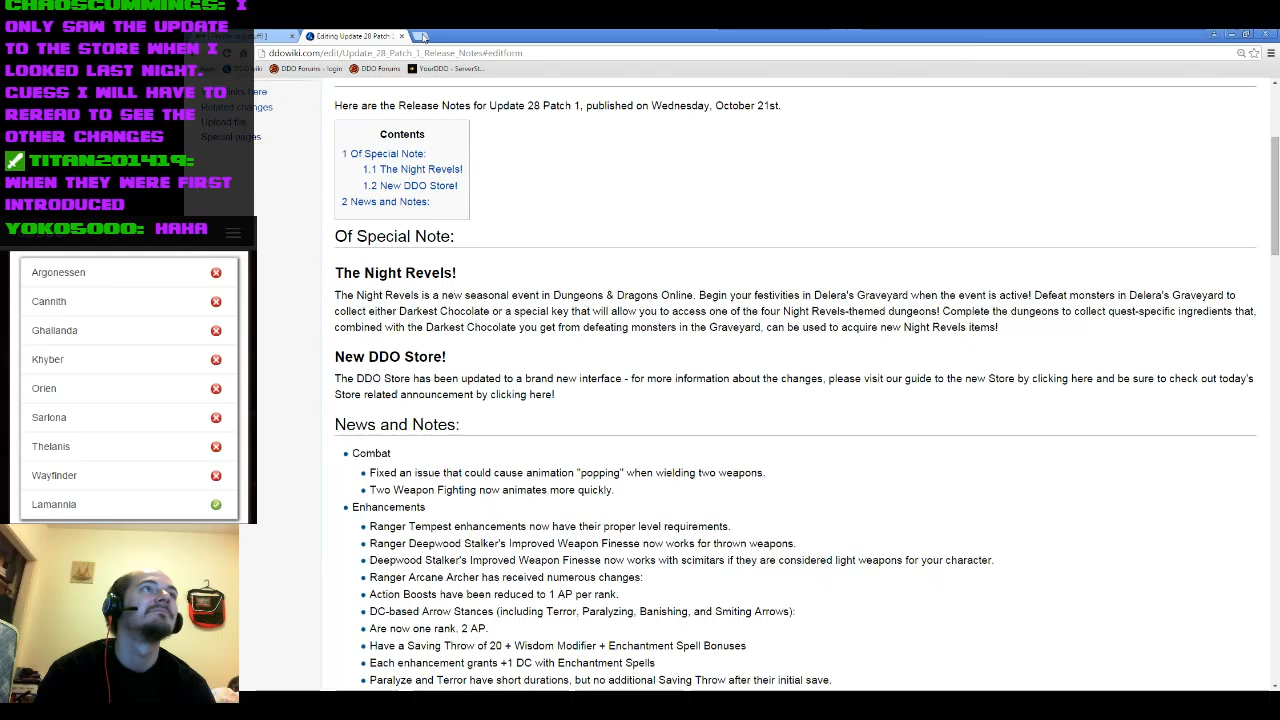 CHAOSCUMMINGS: I
ONLY SAW THE UPDATE
TO THE STORE WHEN I
LOOKED LAST NIGHT.
GUESS I WILL HAVE TO
REREAD TO SEE THE
OTHER CHANGES
TITAN201419:
WHEN THEY WERE FIRST
INTRODUCED
YOKO5000: HAHA
Argonessen
Cannith
Ghallanda
Khyber
Orien
Sarlona
Thelanis
Wayfinder
Lamannia
Editing Update 28 Patch 1
ddowiki.com/edit/Update_28_Patch_1_Release_Notes#editform
DDO wiki
DDO Forums - login
DDO Forums
YourDDO - ServerSt...
links here
Related changes
Upload file
Special pages
Here are the Release Notes for Update 28 Patch 1, published on Wednesday, October 21st.
Contents
1 Of Special Note:
1.1 The Night Revels!
1.2 New DDO Store!
2 News and Notes:
Of Special Note:
The Night Revels!
The Night Revels is a new seasonal event in Dungeons & Dragons Online. Begin your festivities in Delera's Graveyard when the event is active! Defeat monsters in Delera's Graveyard to
collect either Darkest Chocolate or a special key that will allow you to access one of the four Night Revels-themed dungeons! Complete the dungeons to collect quest-specific ingredients that,
combined with the Darkest Chocolate you get from defeating monsters in the Graveyard, can be used to acquire new Night Revels items!
New DDO Store!
The DDO Store has been updated to a brand new interface - for more information about the changes, please visit our guide to the new Store by clicking here and be sure to check out today's
Store related announcement by clicking here!
News and Notes:
Combat
Fixed an issue that could cause animation "popping" when wielding two weapons.
Two Weapon Fighting now animates more quickly.
Enhancements
Ranger Tempest enhancements now have their proper level requirements.
Ranger Deepwood Stalker's Improved Weapon Finesse now works for thrown weapons.
Deepwood Stalker's Improved Weapon Finesse now works with scimitars if they are considered light weapons for your character.
Ranger Arcane Archer has received numerous changes:
Action Boosts have been reduced to 1 AP per rank.
DC-based Arrow Stances (including Terror, Paralyzing, Banishing, and Smiting Arrows):
Are now one rank, 2 AP.
Have a Saving Throw of 20 + Wisdom Modifier + Enchantment Spell Bonuses
Each enhancement grants +1 DC with Enchantment Spells
Paralyze and Terror have short durations, but no additional Saving Throw after their initial save.